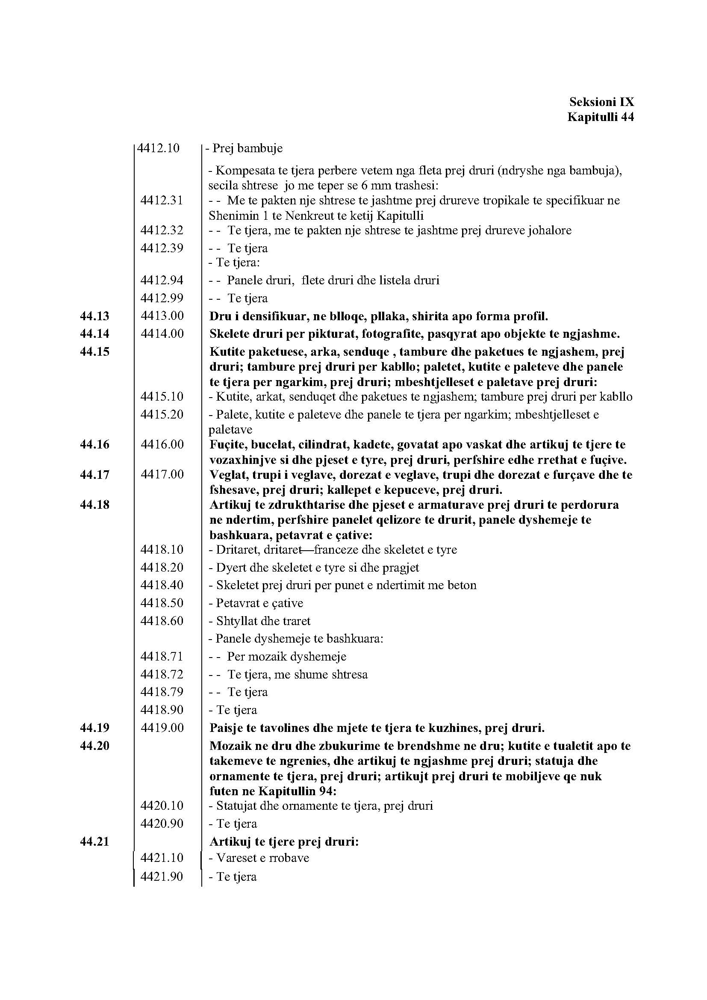 Seksioni IX
Kapitulli 44
4412.10 - Prej bambuje
- Kompesata te tjera perbere vetem nga fleta prej druri (ndryshe nga bambuja),
secila shtrese jo me teper se 6 mm trashesi:
4412.31 - - Me te pakten nje shtrese te jashtme prej drureve tropikale te specifikuar ne
Shenimin 1 te Nenkreut te ketij Kapitulli
4412.32 - - Te tjera, me te pakten nje shtrese te jashtme prej drureve johalore
4412.39 - - Te tjera
- Te tjera:
4412.94 - - Panele druri, flete druri dhe listela druri
4412.99 - - Te tjera
44.13 4413.00 Dru i densifikuar, ne blloqe, pllaka, shirita apo forma profil.
44.14 4414.00 Skelete druri per pikturat, fotografite, pasqyrat apo objekte te ngjashme.
44.15 Kutite paketuese, arka, senduqe , tambure dhe paketues te ngjashem, prej
druri; tambure prej druri per kabllo; paletet, kutite e paleteve dhe panele
te tjera per ngarkim, prej druri; mbeshtjelleset e paletave prej druri:
4415.10 - Kutite, arkat, senduqet dhe paketues te ngjashem; tambure prej druri per kabllo
4415.20 - Palete, kutite e paleteve dhe panele te tjera per ngarkim; mbeshtjelleset e
paletave
44.16 4416.00 Fuçite, bucelat, cilindrat, kadete, govatat apo vaskat dhe artikuj te tjere te
vozaxhinjve si dhe pjeset e tyre, prej druri, perfshire edhe rrethat e fuçive.
44.17 4417.00 Veglat, trupi i veglave, dorezat e veglave, trupi dhe dorezat e furçave dhe te
fshesave, prej druri; kallepet e kepuceve, prej druri.
44.18 Artikuj te zdrukthtarise dhe pjeset e armaturave prej druri te perdorura
ne ndertim, perfshire panelet qelizore te drurit, panele dyshemeje te
bashkuara, petavrat e çative:
4418.10 - Dritaret, dritaret—franceze dhe skeletet e tyre
4418.20 - Dyert dhe skeletet e tyre si dhe pragjet
4418.40 - Skeletet prej druri per punet e ndertimit me beton
4418.50 - Petavrat e çative
4418.60 - Shtyllat dhe traret
- Panele dyshemeje te bashkuara:
4418.71 - - Per mozaik dyshemeje
4418.72 - - Te tjera, me shume shtresa
4418.79 - - Te tjera
4418.90 - Te tjera
44.19 4419.00 Paisje te tavolines dhe mjete te tjera te kuzhines, prej druri.
44.20 Mozaik ne dru dhe zbukurime te brendshme ne dru; kutite e tualetit apo te
takemeve te ngrenies, dhe artikuj te ngjashme prej druri; statuja dhe
ornamente te tjera, prej druri; artikujt prej druri te mobiljeve qe nuk
futen ne Kapitullin 94:
4420.10 - Statujat dhe ornamente te tjera, prej druri
4420.90 - Te tjera
44.21 Artikuj te tjere prej druri:
4421.10 - Vareset e rrobave
4421.90 - Te tjera